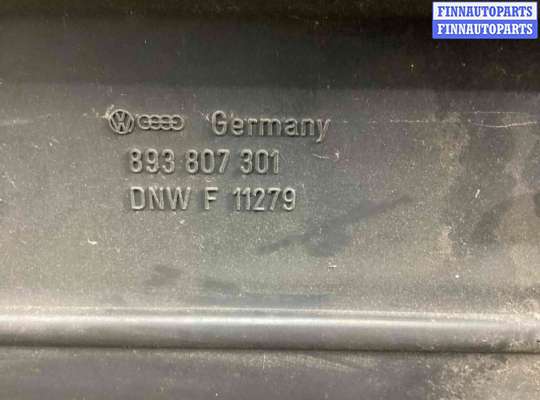 FINNAUTOPARTS
FINNAUTOPARTS
Germany
893 807 301
DNW F 11279